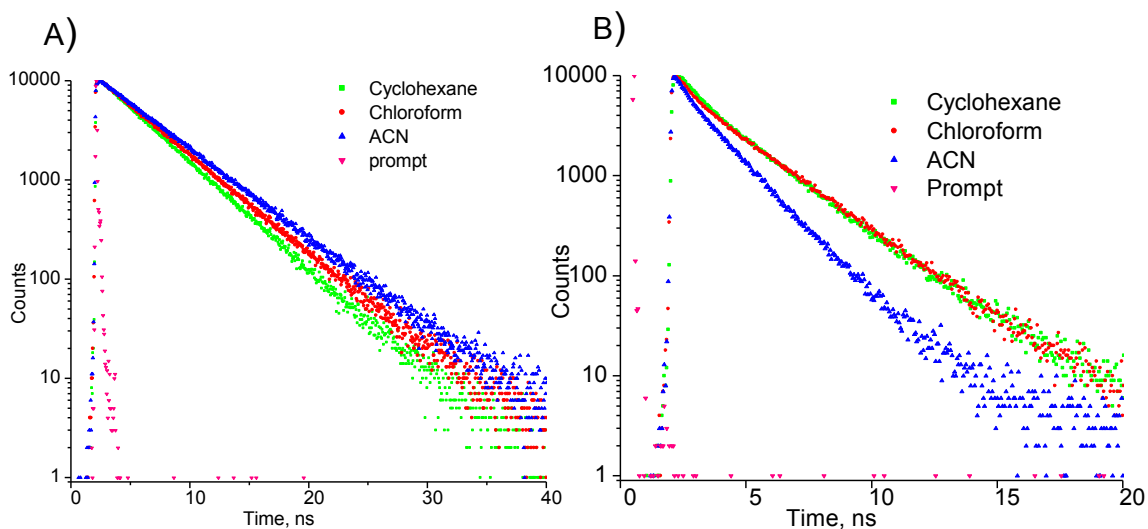 A)
10000
1000
100
10
1
Counts
0
10
20
30
40
Time, ns
Cyclohexane
Chloroform
ACN
prompt
B)
10000
1000
100
10
1
Counts
0
5
10
15
20
Time, ns
Cyclohexane
Chloroform
ACN
Prompt